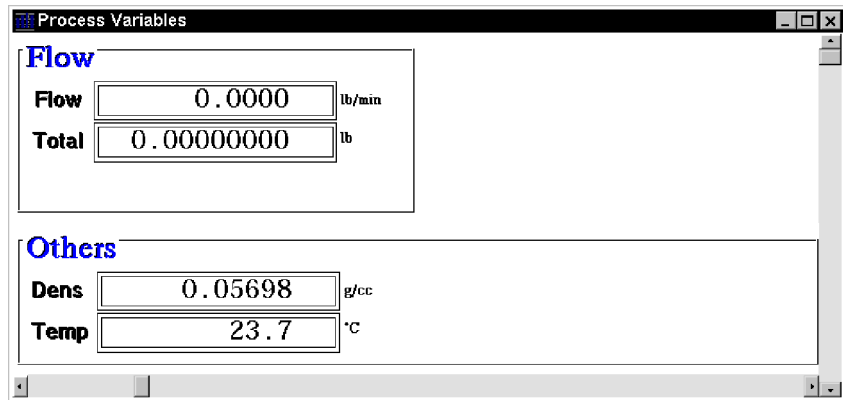 Process Variables
Flow
Flow 0.0000 lb/min
Total 0.00000000 lb
Others
Dens 0.05698 g/cc
Temp 23.7 °C